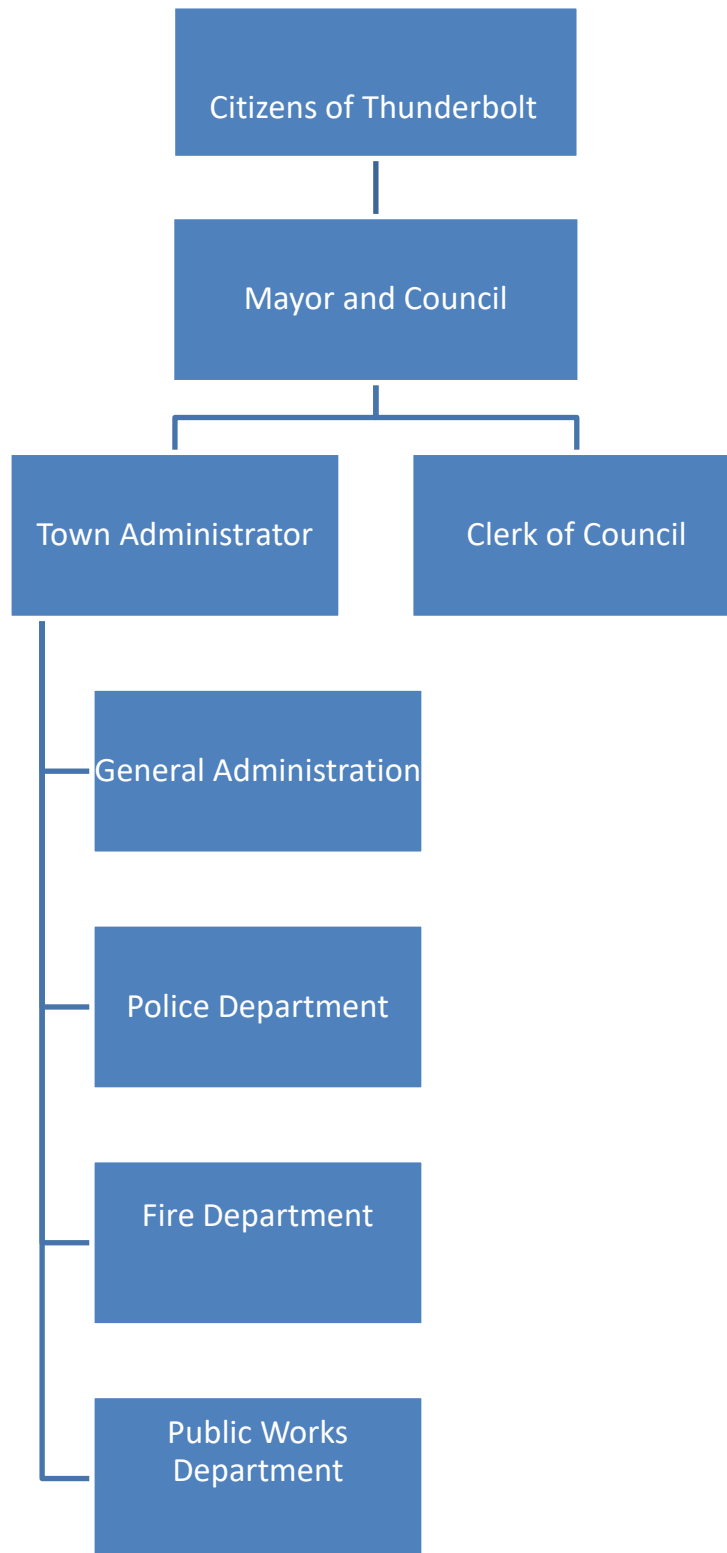 Citizens of Thunderbolt
Mayor and Council
Town Administrator
Clerk of Council
General Administration
Police Department
Fire Department
Public Works
Department